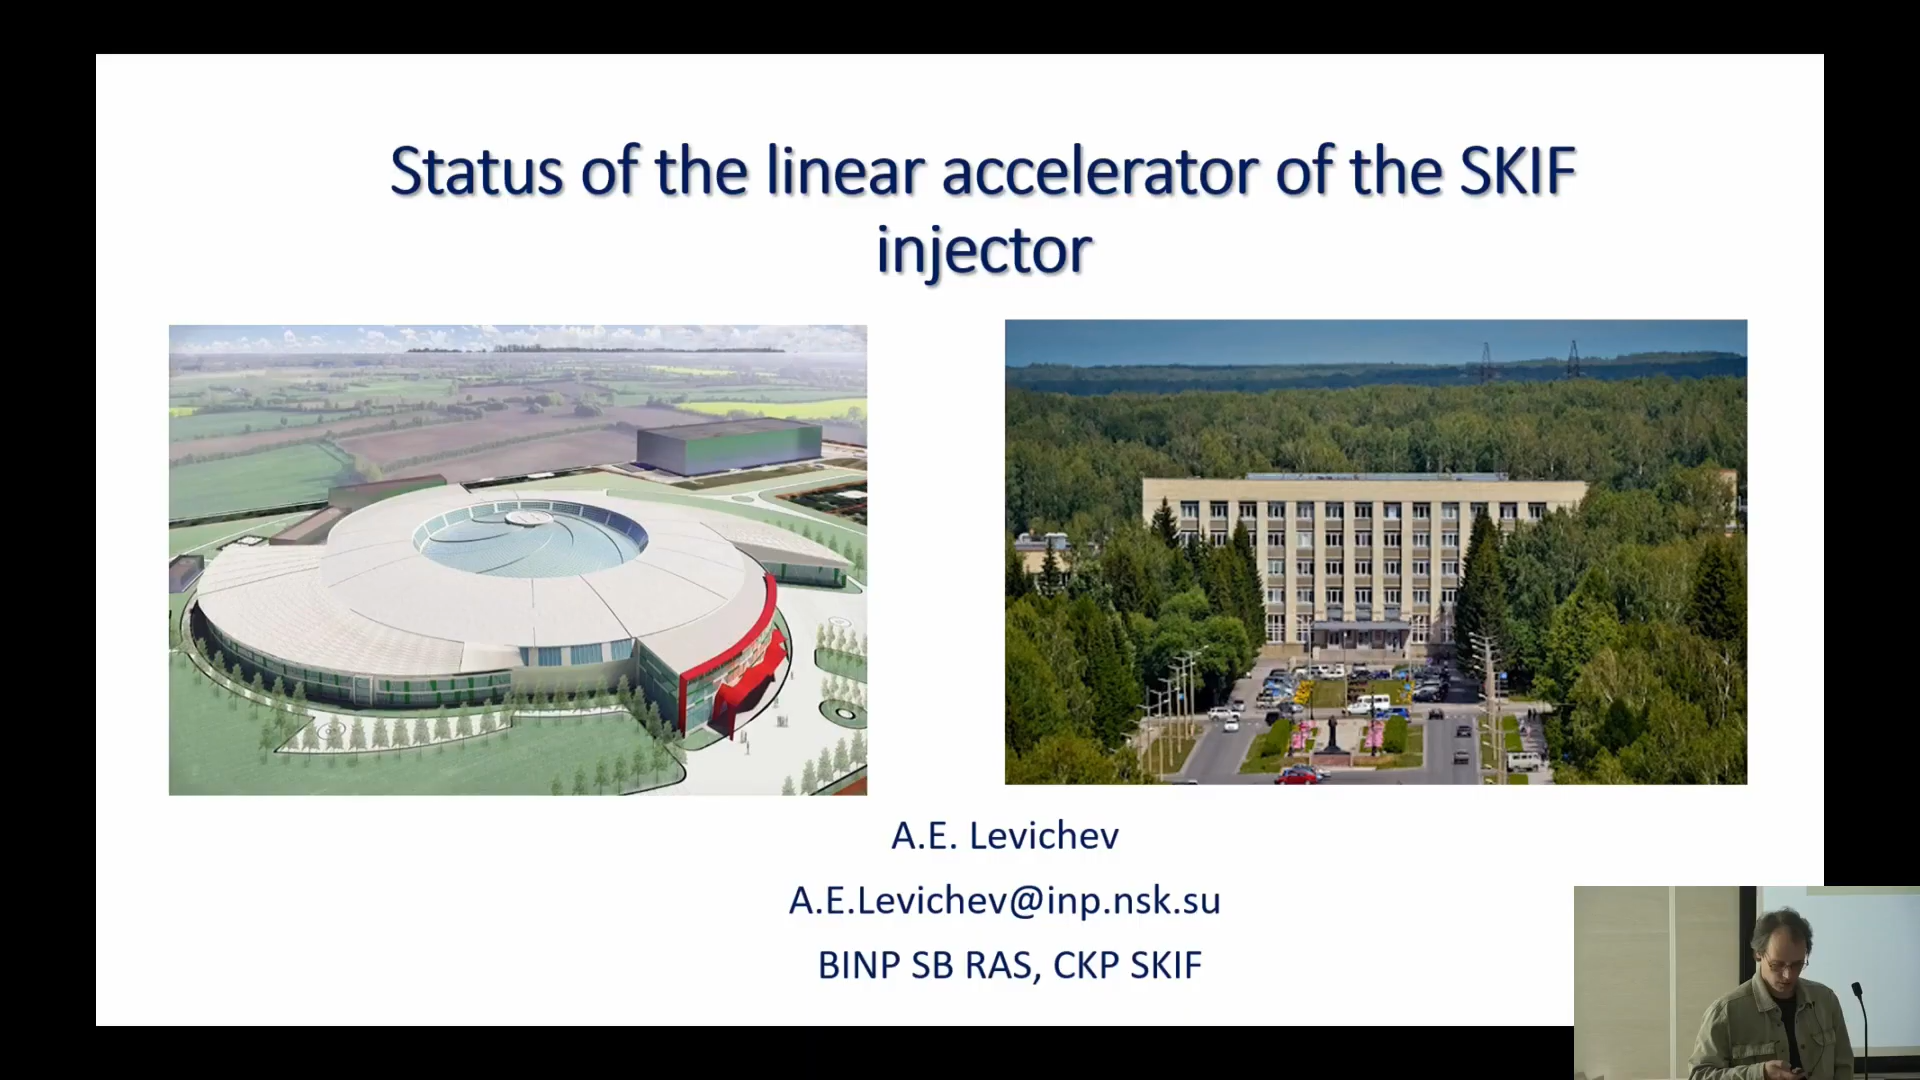 Status of the linear accelerator of the SKIF
injector
A.E. Levichev
A.E.Levichev@inp.nsk.su
BINP SB RAS, CKP SKIF